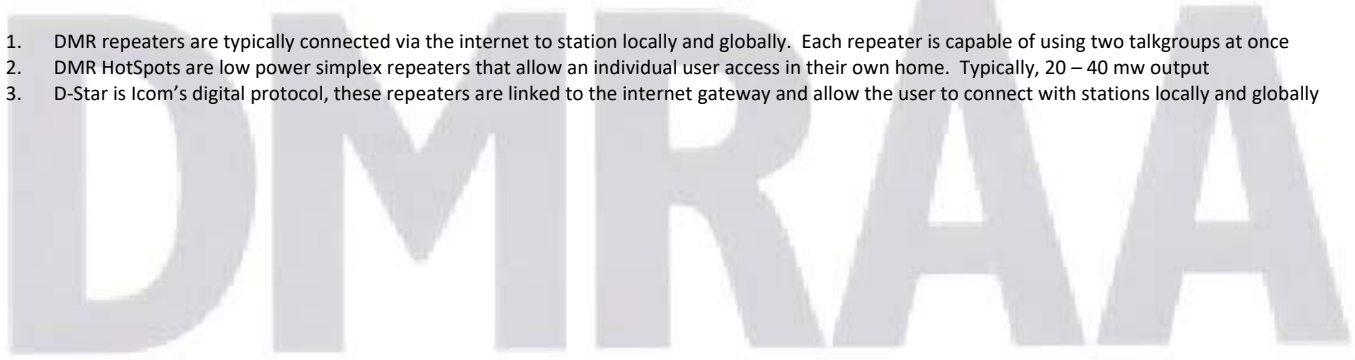 1. DMR repeaters are typically connected via the internet to station locally and globally. Each repeater is capable of using two talkgroups at once
2. DMR HotSpots are low power simplex repeaters that allow an individual user access in their own home. Typically, 20 – 40 mw output
3. D-Star is Icom’s digital protocol, these repeaters are linked to the internet gateway and allow the user to connect with stations locally and globally
DMRAA